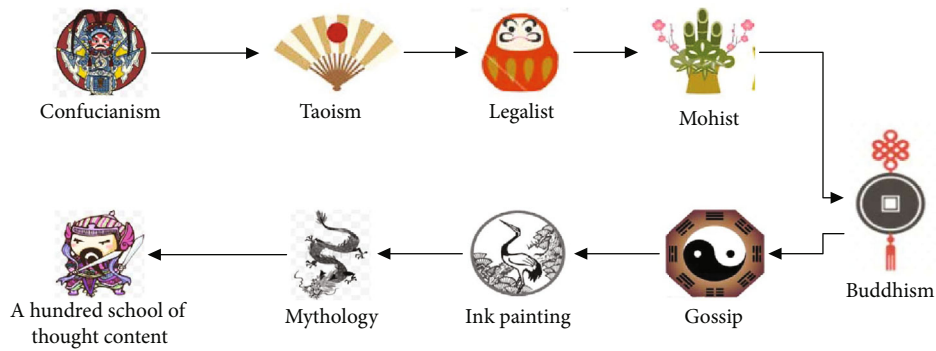 Confucianism
Taoism
Legalist
Mohist
Buddhism
Gossip
Ink painting
Mythology
A hundred school of
thought content